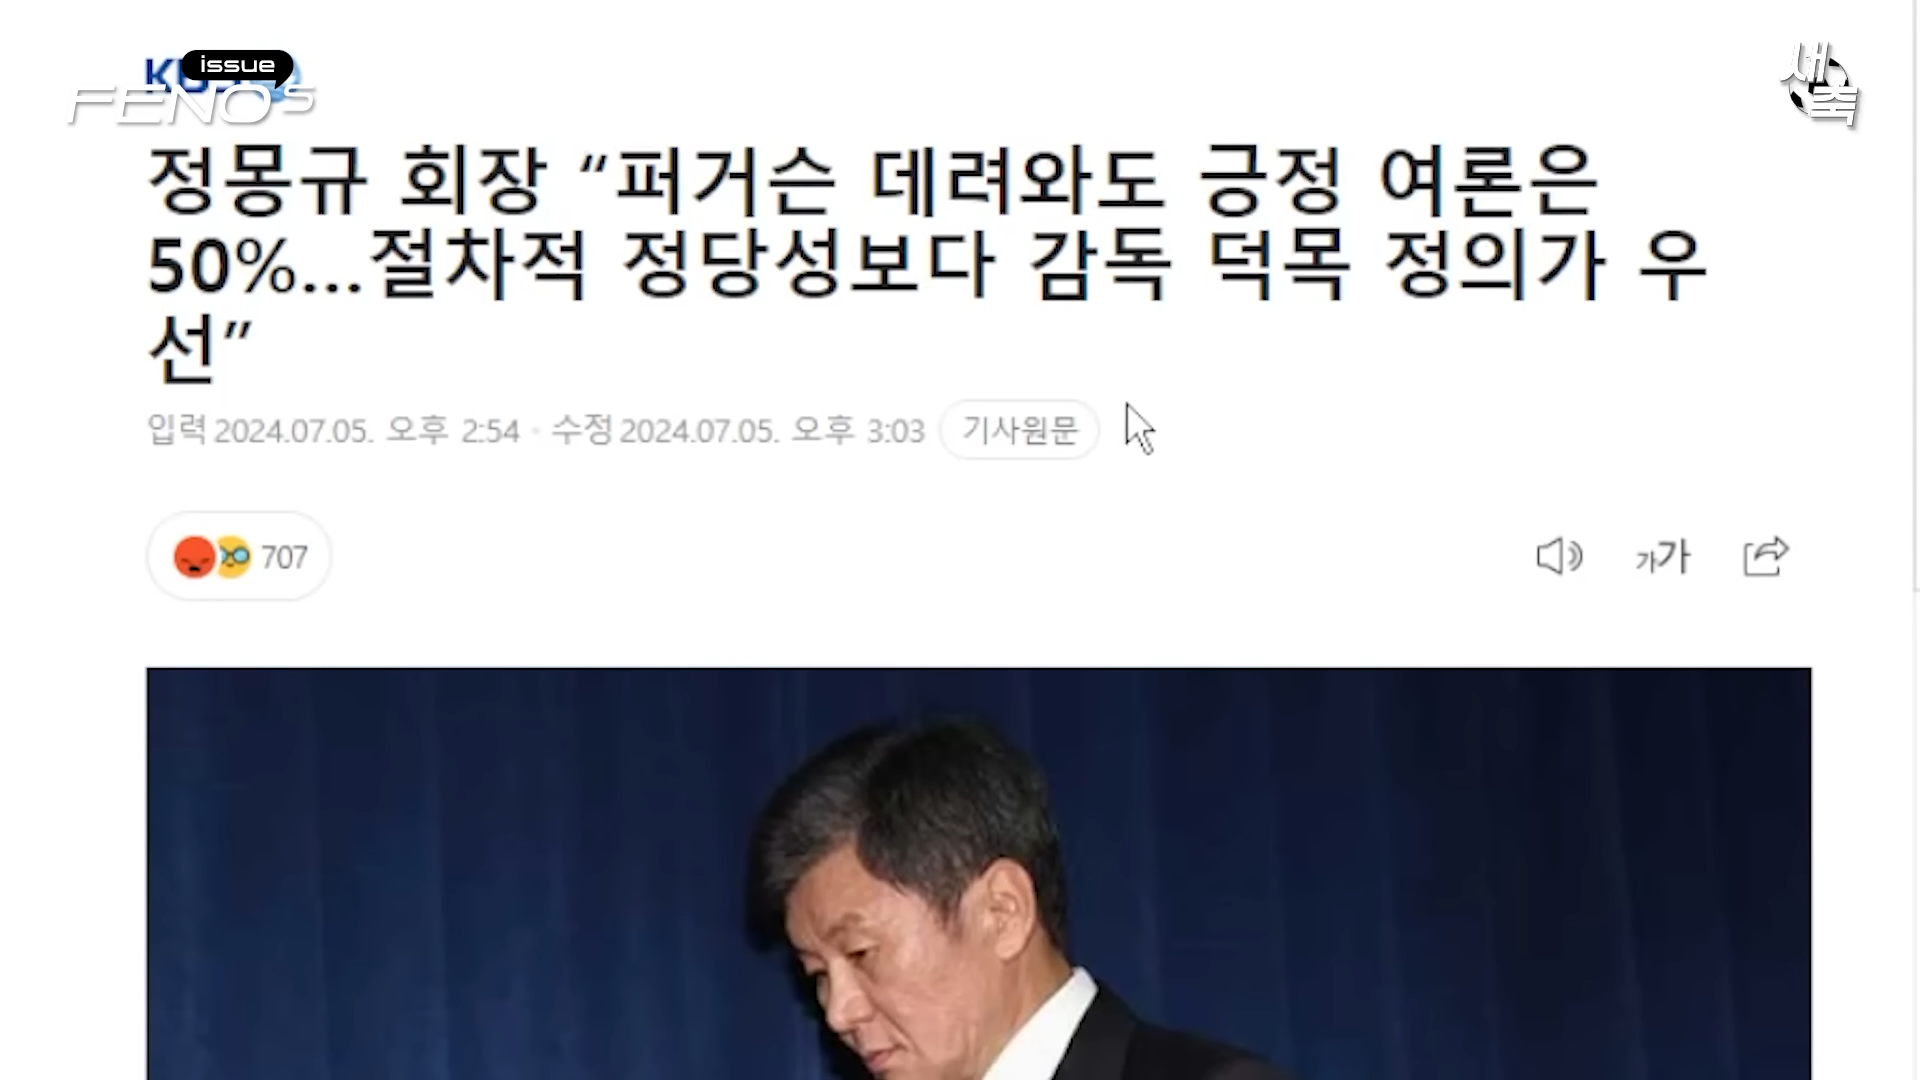 issue
FENOS
세축
정몽규 회장 “퍼거슨 데려와도 긍정 여론은
50%…절차적 정당성보다 감독 덕목 정의가 우
선”
입력 2024.07.05. 오후 2:54 · 수정 2024.07.05. 오후 3:03 기사원문
707
가가